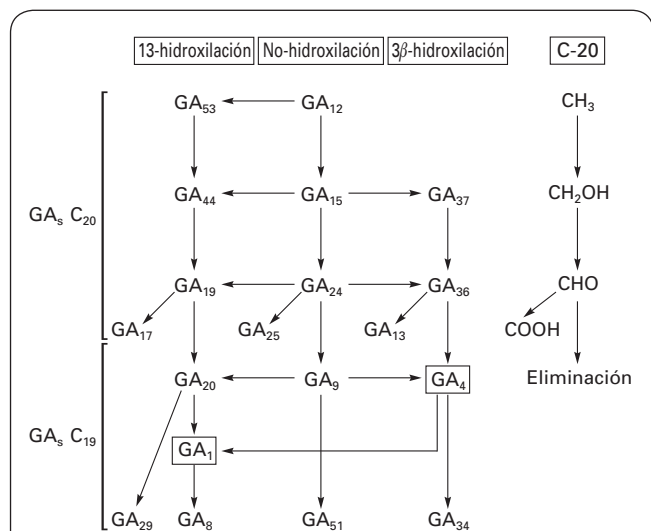 13-hidroxilación No-hidroxilación 3β-hidroxilación C-20
GA₅₃ GA₁₂ CH₃
GAₛ C₂₀ GA₄₄ GA₁₅ GA₃₇ CH₂OH
GA₁₉ GA₂₄ GA₃₆ CHO
GA₁₇ GA₂₅ GA₁₃ COOH
GA₂₀ GA₉ GA₄ Eliminación
GAₛ C₁₉ GA₁
GA₂₉ GA₈ GA₅₁ GA₃₄